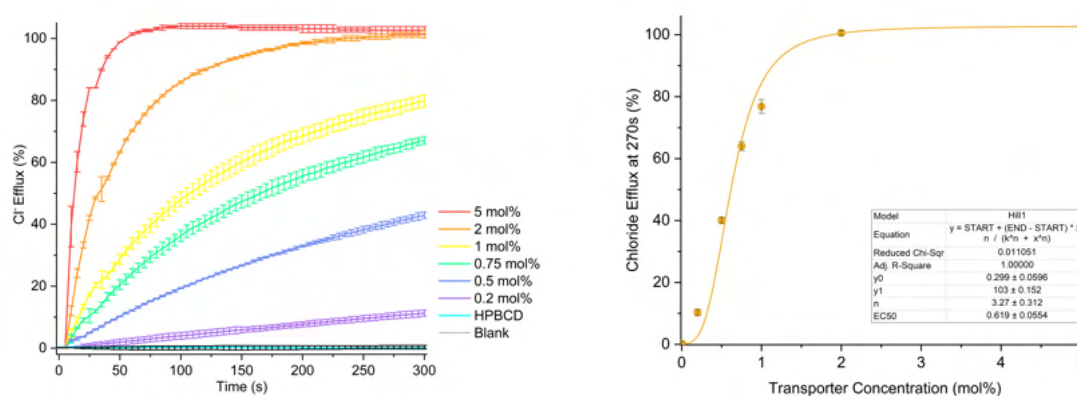 100
80
60
40
20
0
Cl⁻ Efflux (%)
0 50 100 150 200 250 300
Time (s)
5 mol%
2 mol%
1 mol%
0.75 mol%
0.5 mol%
0.2 mol%
HPBCD
Blank
100
80
60
40
20
0
Chloride Efflux at 270s (%)
0 1 2 3 4
Transporter Concentration (mol%)
Model Hill1
Equation y = START + (END - START) *
n / (k^n + x^n)
Reduced Chi-Sqr 0.011051
Adj. R-Square 1.00000
y0 0.299 ± 0.0596
y1 103 ± 0.152
n 3.27 ± 0.312
EC50 0.619 ± 0.0554